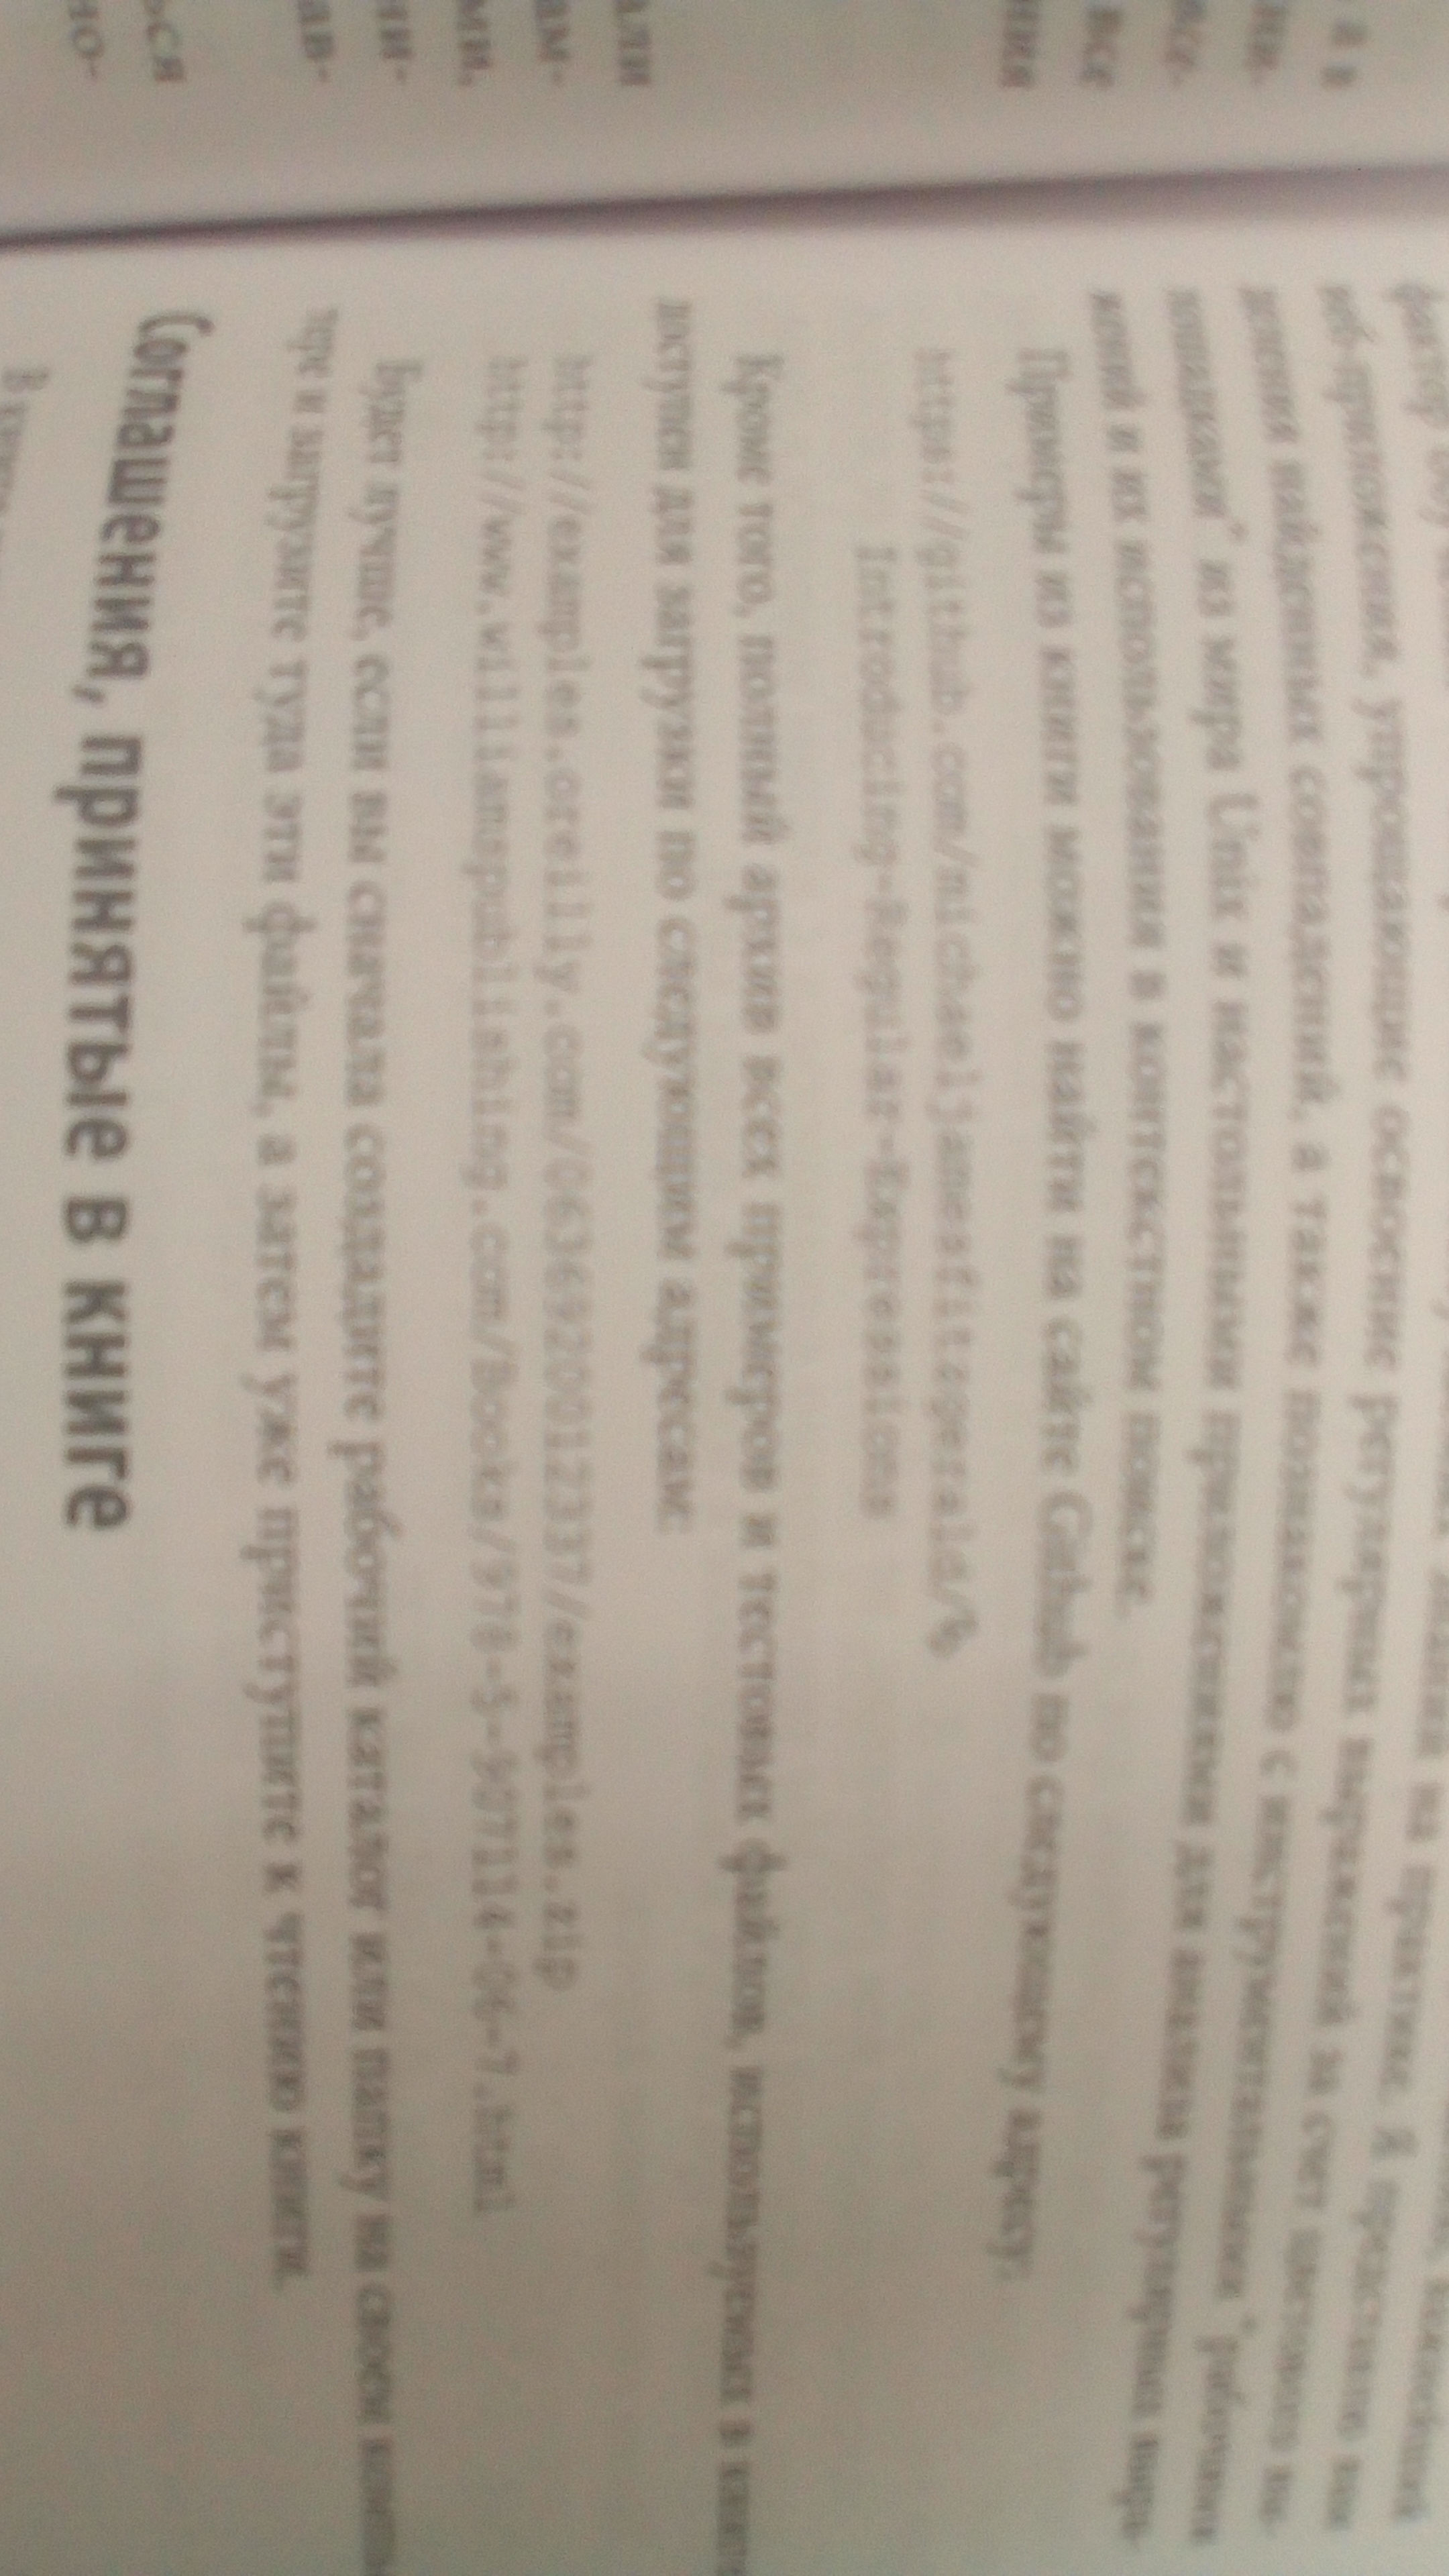 а в
ни-
все-
все
ния
али
ам-
ми,
ни-
ав-
ься
но-
фактор знаний на практике. Я представлю вам
веб-приложения, упрощающие освоение регулярных выражений за счет цветового вы-
деления найденных совпадений, а также познакомлю с инструментальными "рабочими
лошадками" из мира Unix и настольными приложениями для анализа регулярных выра-
жений и их использования в контекстном поиске.
Примеры из книги можно найти на сайте Github по следующему адресу:
https://github.com/michaeljamesfitzgerald/↳
Introducing-Regular-Expressions
Кроме того, полный архив всех примеров и тестовых файлов, используемых в книге
доступен для загрузки по следующим адресам:
http://examples.oreilly.com/0636920012337/examples.zip
http://www.williamspublishing.com/Books/978-5-907114-06-7.html
Будет лучше, если вы сначала создадите рабочий каталог или папку на своем компь
тере и загрузите туда эти файлы, а затем уже приступите к чтению книги.
Соглашения, принятые в книге
В